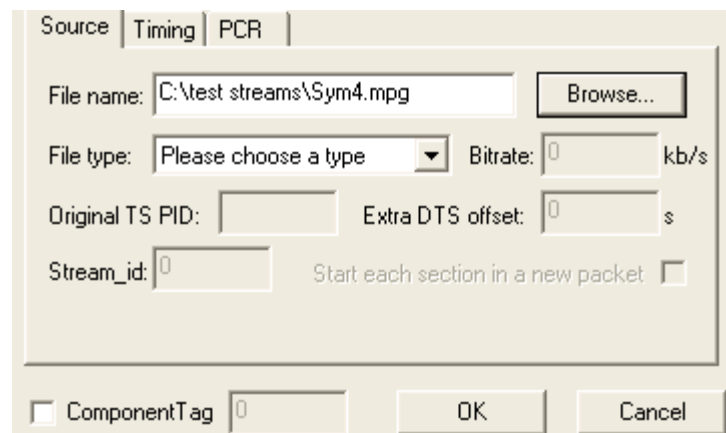 Source Timing PCR
File name: C:\test streams\Sym4.mpg Browse...
File type: Please choose a type Bitrate: 0 kb/s
Original TS PID: Extra DTS offset: 0 s
Stream_id: 0 Start each section in a new packet
ComponentTag 0 OK Cancel